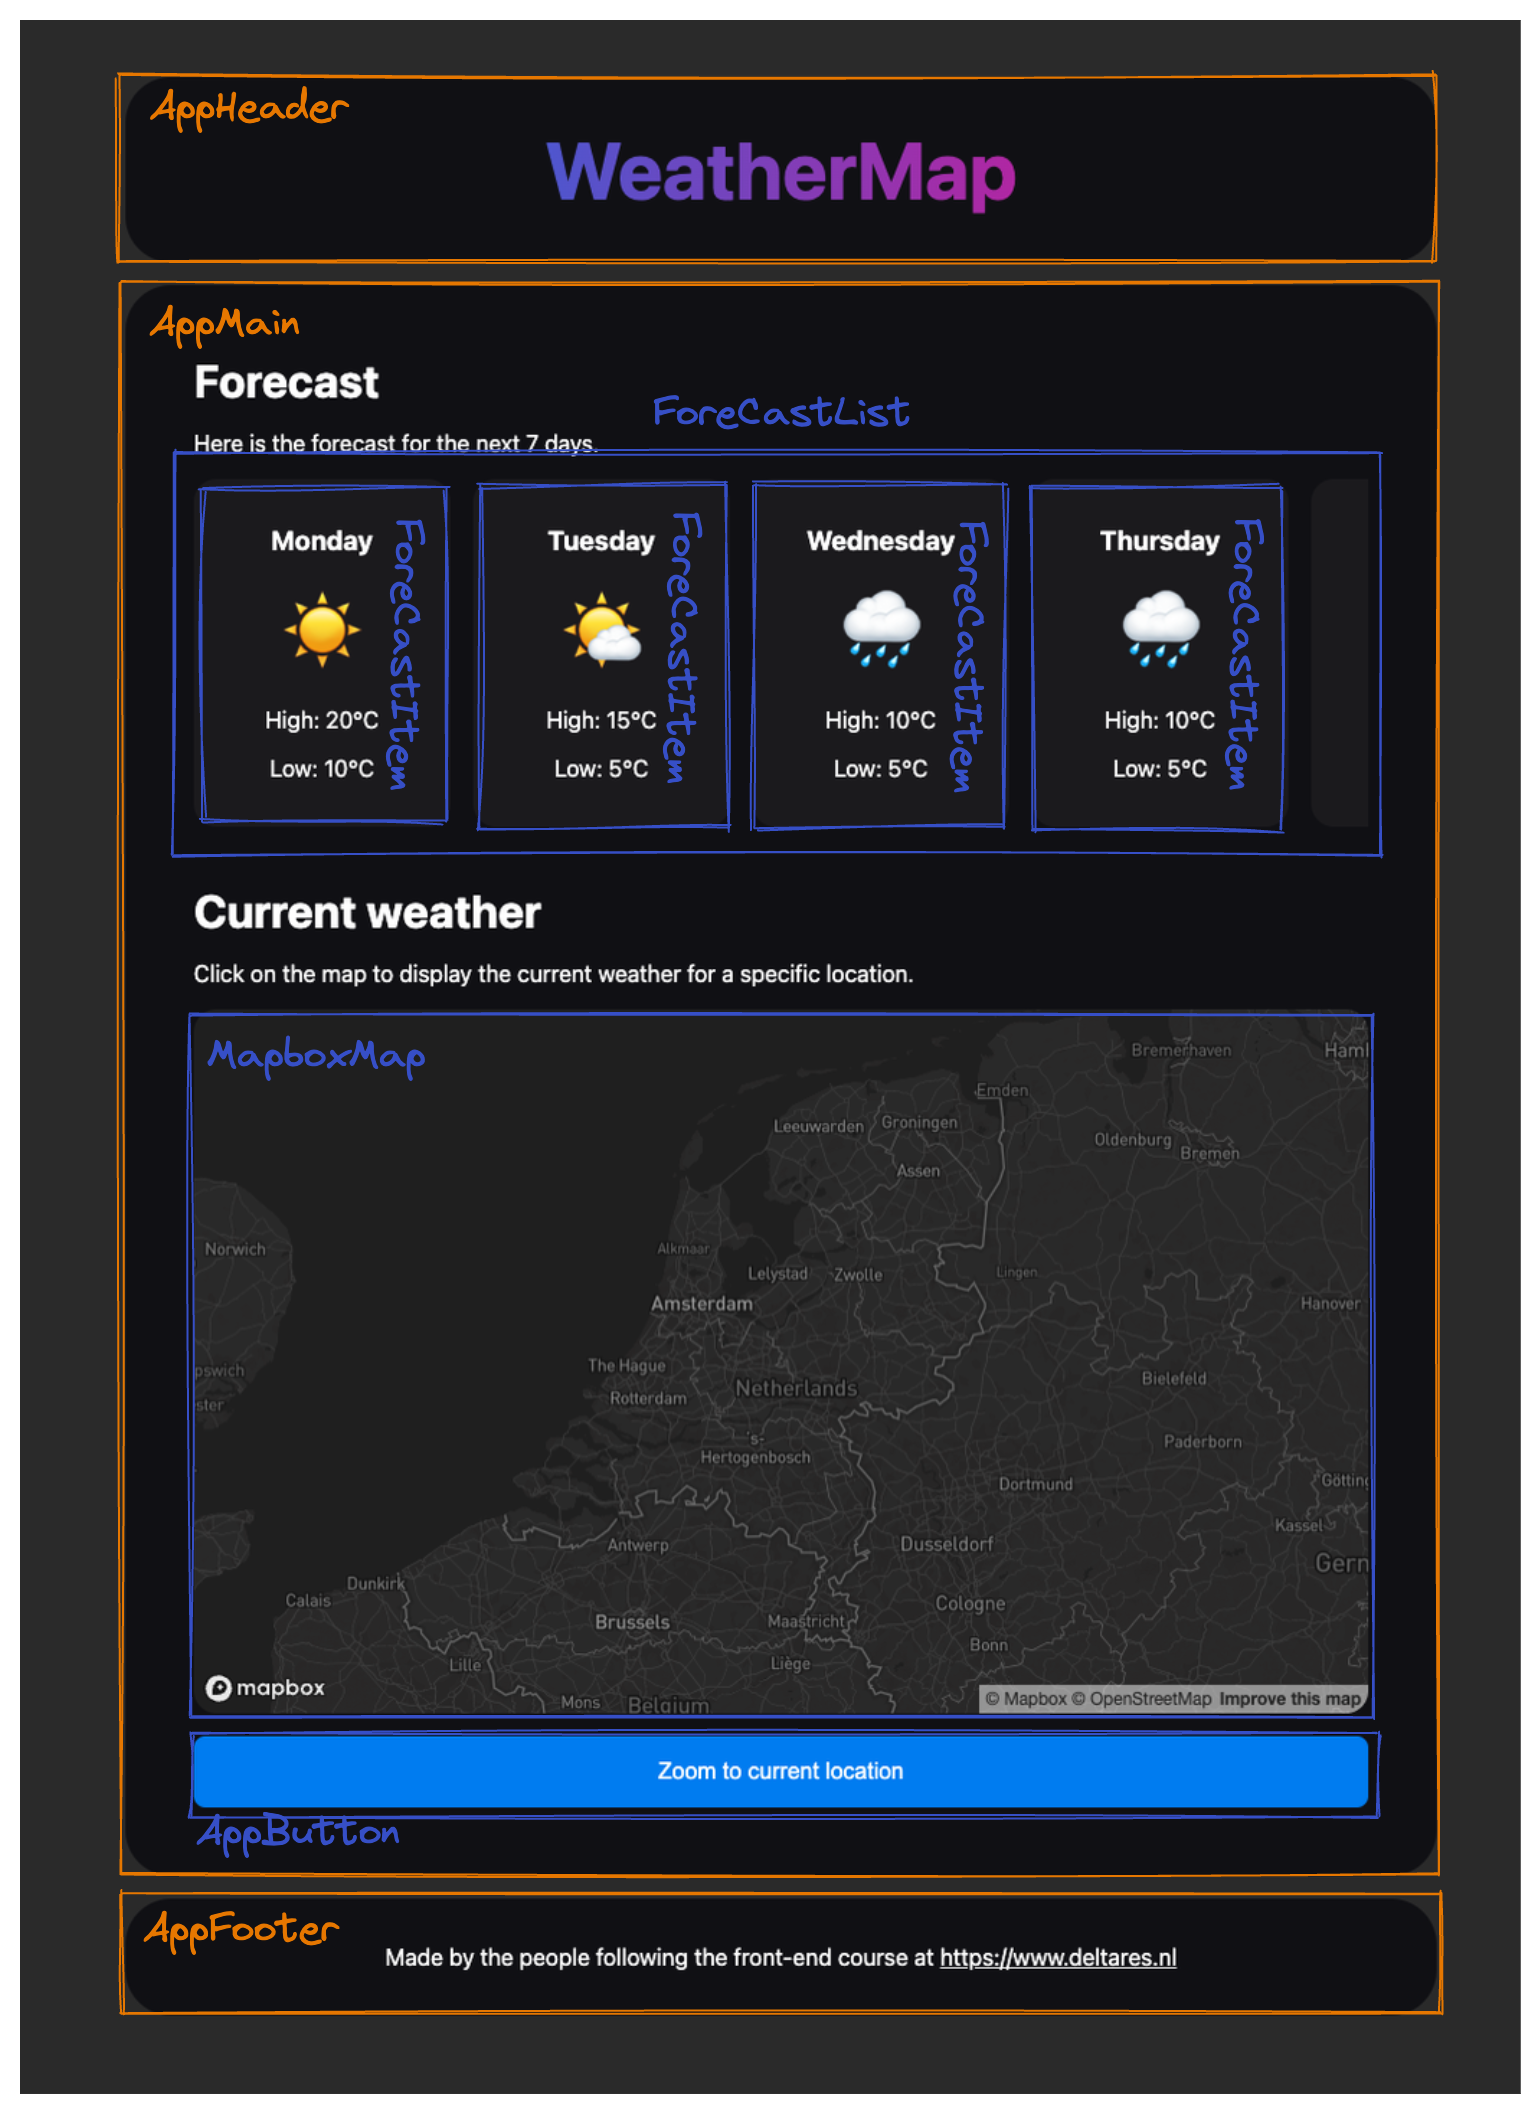 AppHeader
WeatherMap
AppMain
Forecast
ForeCastList
Here is the forecast for the next 7 days.
Monday
High: 20°C
Low: 10°C
ForeCastItem
Tuesday
High: 15°C
Low: 5°C
ForeCastItem
Wednesday
High: 10°C
Low: 5°C
ForeCastItem
Thursday
High: 10°C
Low: 5°C
ForeCastItem
Current weather
Click on the map to display the current weather for a specific location.
MapboxMap
Bremerhaven
Haml
Emden
Leeuwarden
Groningen
Oldenburg
Bremen
Assen
Norwich
Alkmaar
Lelystad
Zwolle
Lingen
Amsterdam
Hanover
The Hague
pswich
Netherlands
Bielefeld
Rotterdam
ster
's-
Hertogenbosch
Paderborn
Dortmund
Götting
Kassel
Antwerp
Dusseldorf
Gern
Dunkirk
Calais
Brussels
Maastricht
Cologne
Bonn
Lille
Liège
mapbox
Mons
Belgium
© Mapbox © OpenStreetMap Improve this map
Zoom to current location
AppButton
AppFooter
Made by the people following the front-end course at https://www.deltares.nl